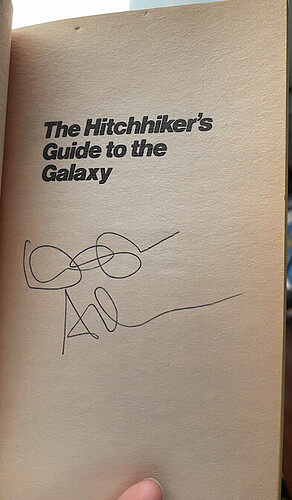 The Hitchhiker's
Guide to the
Galaxy